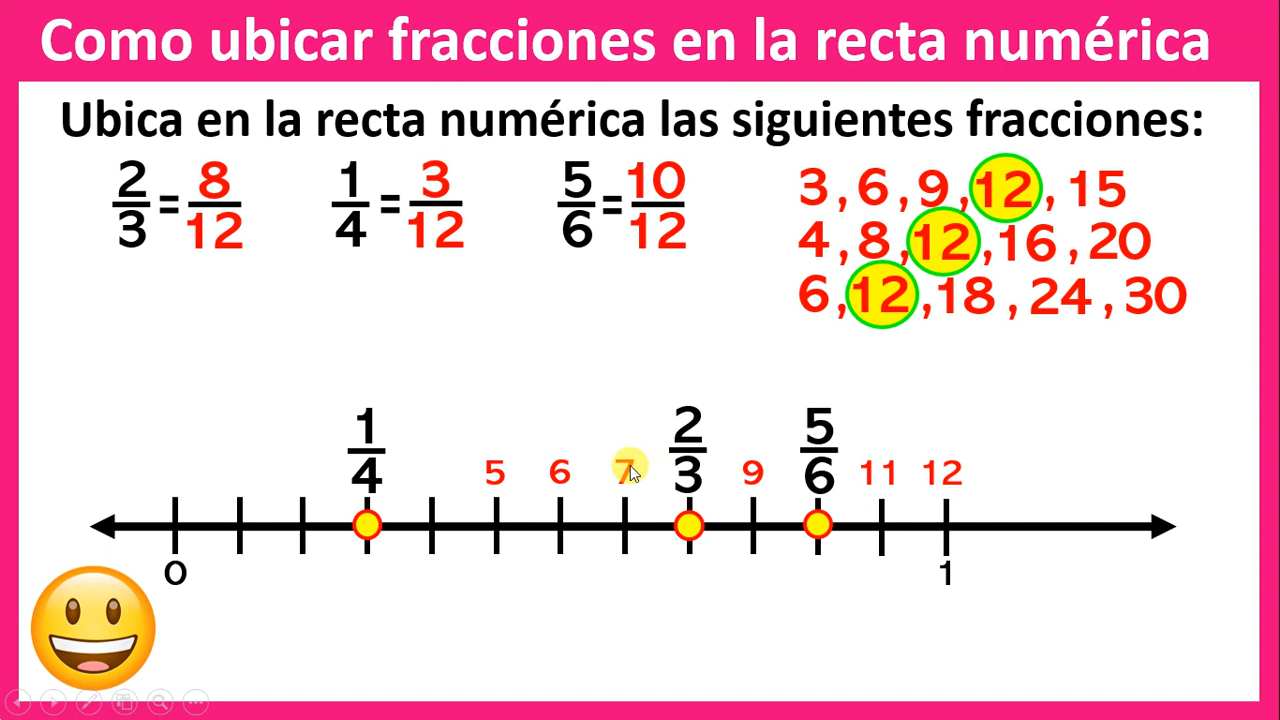 Como ubicar fracciones en la recta numérica
Ubica en la recta numérica las siguientes fracciones:
2/3 = 8/12 1/4 = 3/12 5/6 = 10/12
3 , 6 , 9 , 12 , 15
4 , 8 , 12 , 16 , 20
6 , 12 , 18 , 24 , 30
1/4 5 6 7 2/3 9 5/6 11 12
0 1